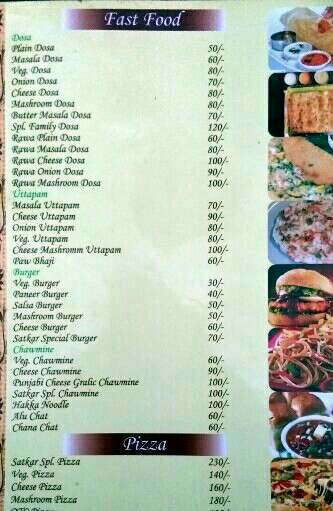 Fast Food
Dosa
Plain Dosa 50/-
Masala Dosa 60/-
Veg. Dosa 80/-
Onion Dosa 70/-
Cheese Dosa 80/-
Mashroom Dosa 80/-
Butter Masala Dosa 70/-
Spl. Family Dosa 120/-
Rawa Plain Dosa 60/-
Rawa Masala Dosa 80/-
Rawa Cheese Dosa 100/-
Rawa Onion Dosa 90/-
Rawa Mashroom Dosa 100/-
Uttapam
Masala Uttapam 70/-
Cheese Uttapam 90/-
Onion Uttapam 80/-
Veg. Uttapam 80/-
Cheese Mashromm Uttapam 100/-
Paw Bhaji 60/-
Burger
Veg. Burger 30/-
Paneer Burger 40/-
Salsa Burger 50/-
Mashroom Burger 50/-
Cheese Burger 60/-
Satkar Special Burger 70/-
Chawmine
Veg. Chawmine 60/-
Cheese Chawmine 90/-
Punjabi Cheese Gralic Chawmine 100/-
Satkar Spl. Chawmine 100/-
Hakka Noodle 100/-
Alu Chat 60/-
Chana Chat 60/-
Pizza
Satkar Spl. Pizza 230/-
Veg. Pizza 140/-
Cheese Pizza 160/-
Mashroom Pizza 180/-